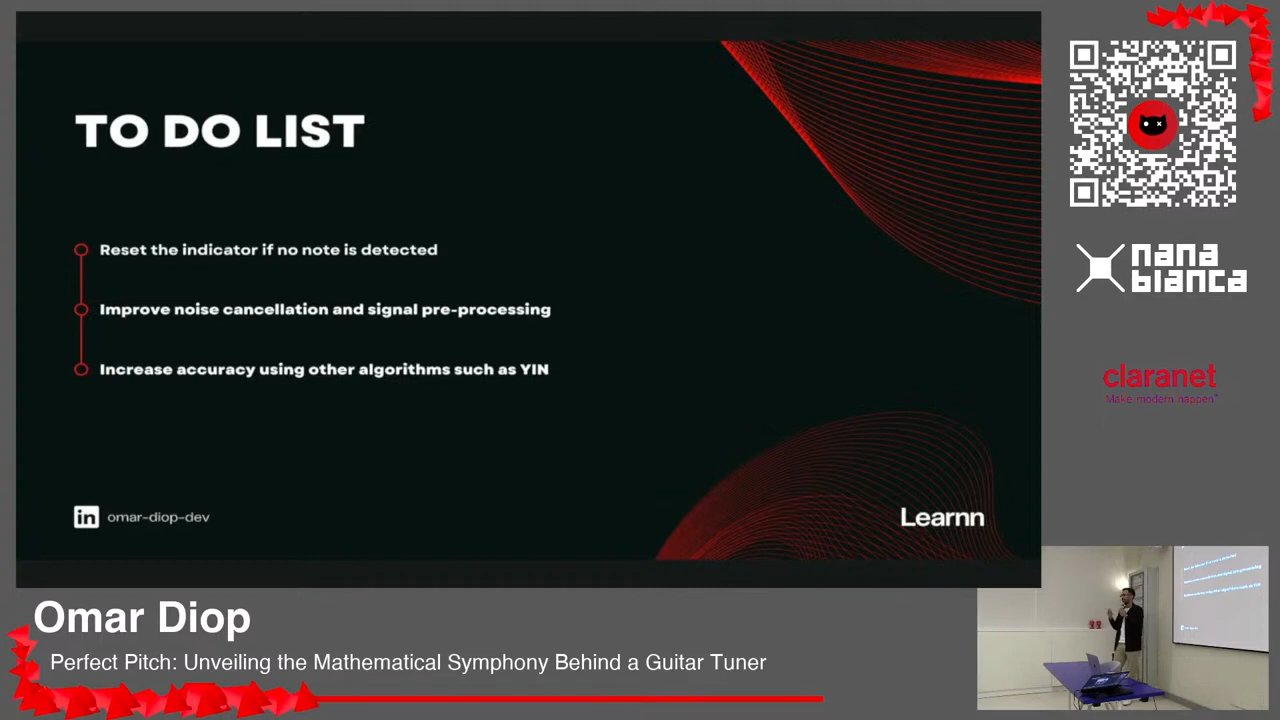 TO DO LIST
Reset the indicator if no note is detected
Improve noise cancellation and signal pre-processing
Increase accuracy using other algorithms such as YIN
in omar-diop-dev
Learnn
nana
bianca
claranet
Make modern happen
Omar Diop
Perfect Pitch: Unveiling the Mathematical Symphony Behind a Guitar Tuner